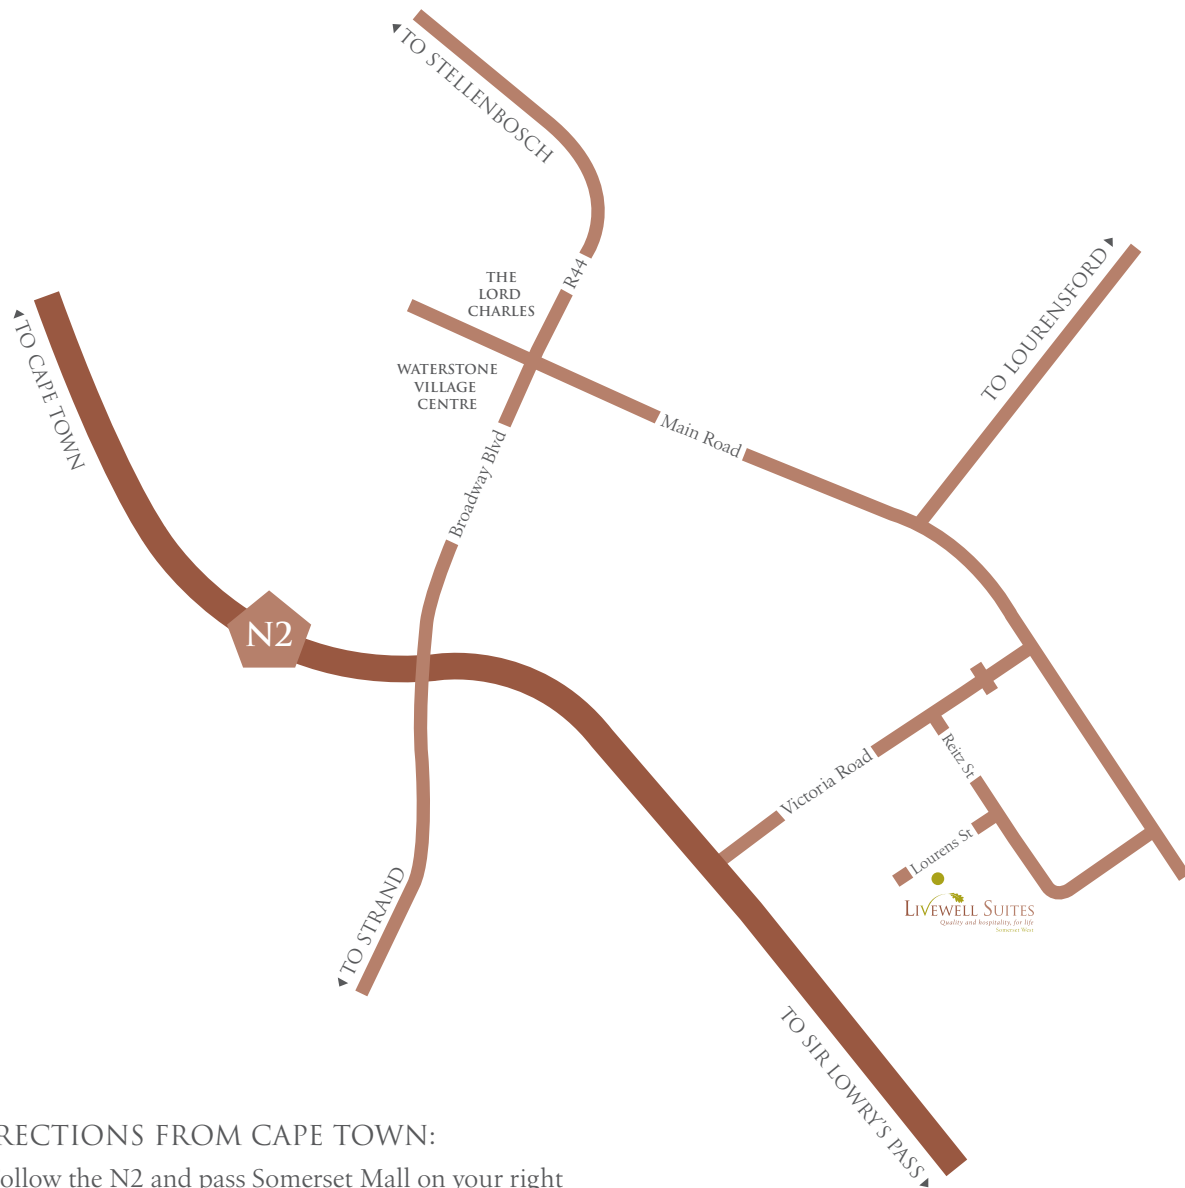 TO STELLENBOSCH
R44
THE
LORD
CHARLES
TO LOURENSFORD
TO CAPE TOWN
WATERSTONE
VILLAGE
CENTRE
Main Road
Broadway Blvd
N2
Reitz St
Victoria Road
Lourens St
LIVEWELL SUITES
Quality and hospitality, for life
Somerset West
TO STRAND
TO SIR LOWRY'S PASS
RECTIONS FROM CAPE TOWN:
ollow the N2 and pass Somerset Mall on your right